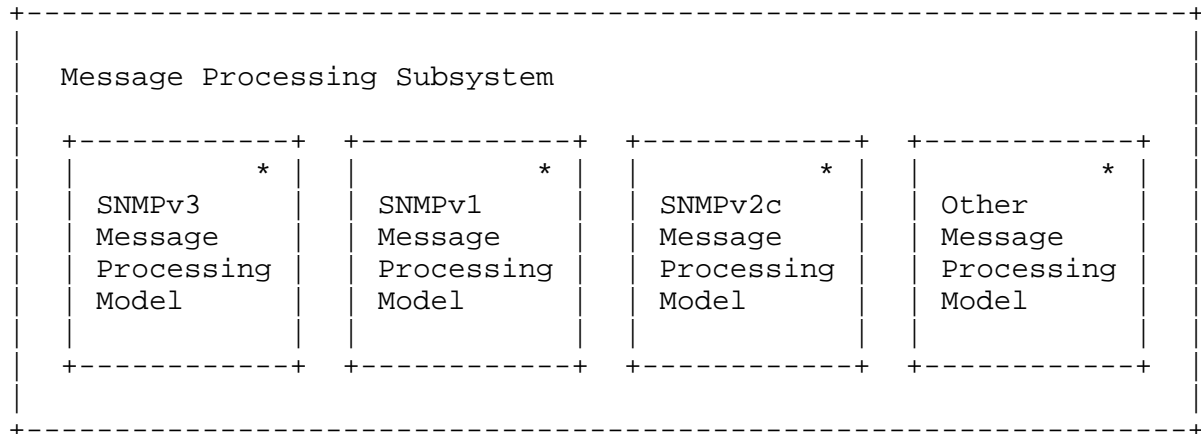 Message Processing Subsystem
* * * *
SNMPv3 SNMPv1 SNMPv2c Other
Message Message Message Message
Processing Processing Processing Processing
Model Model Model Model